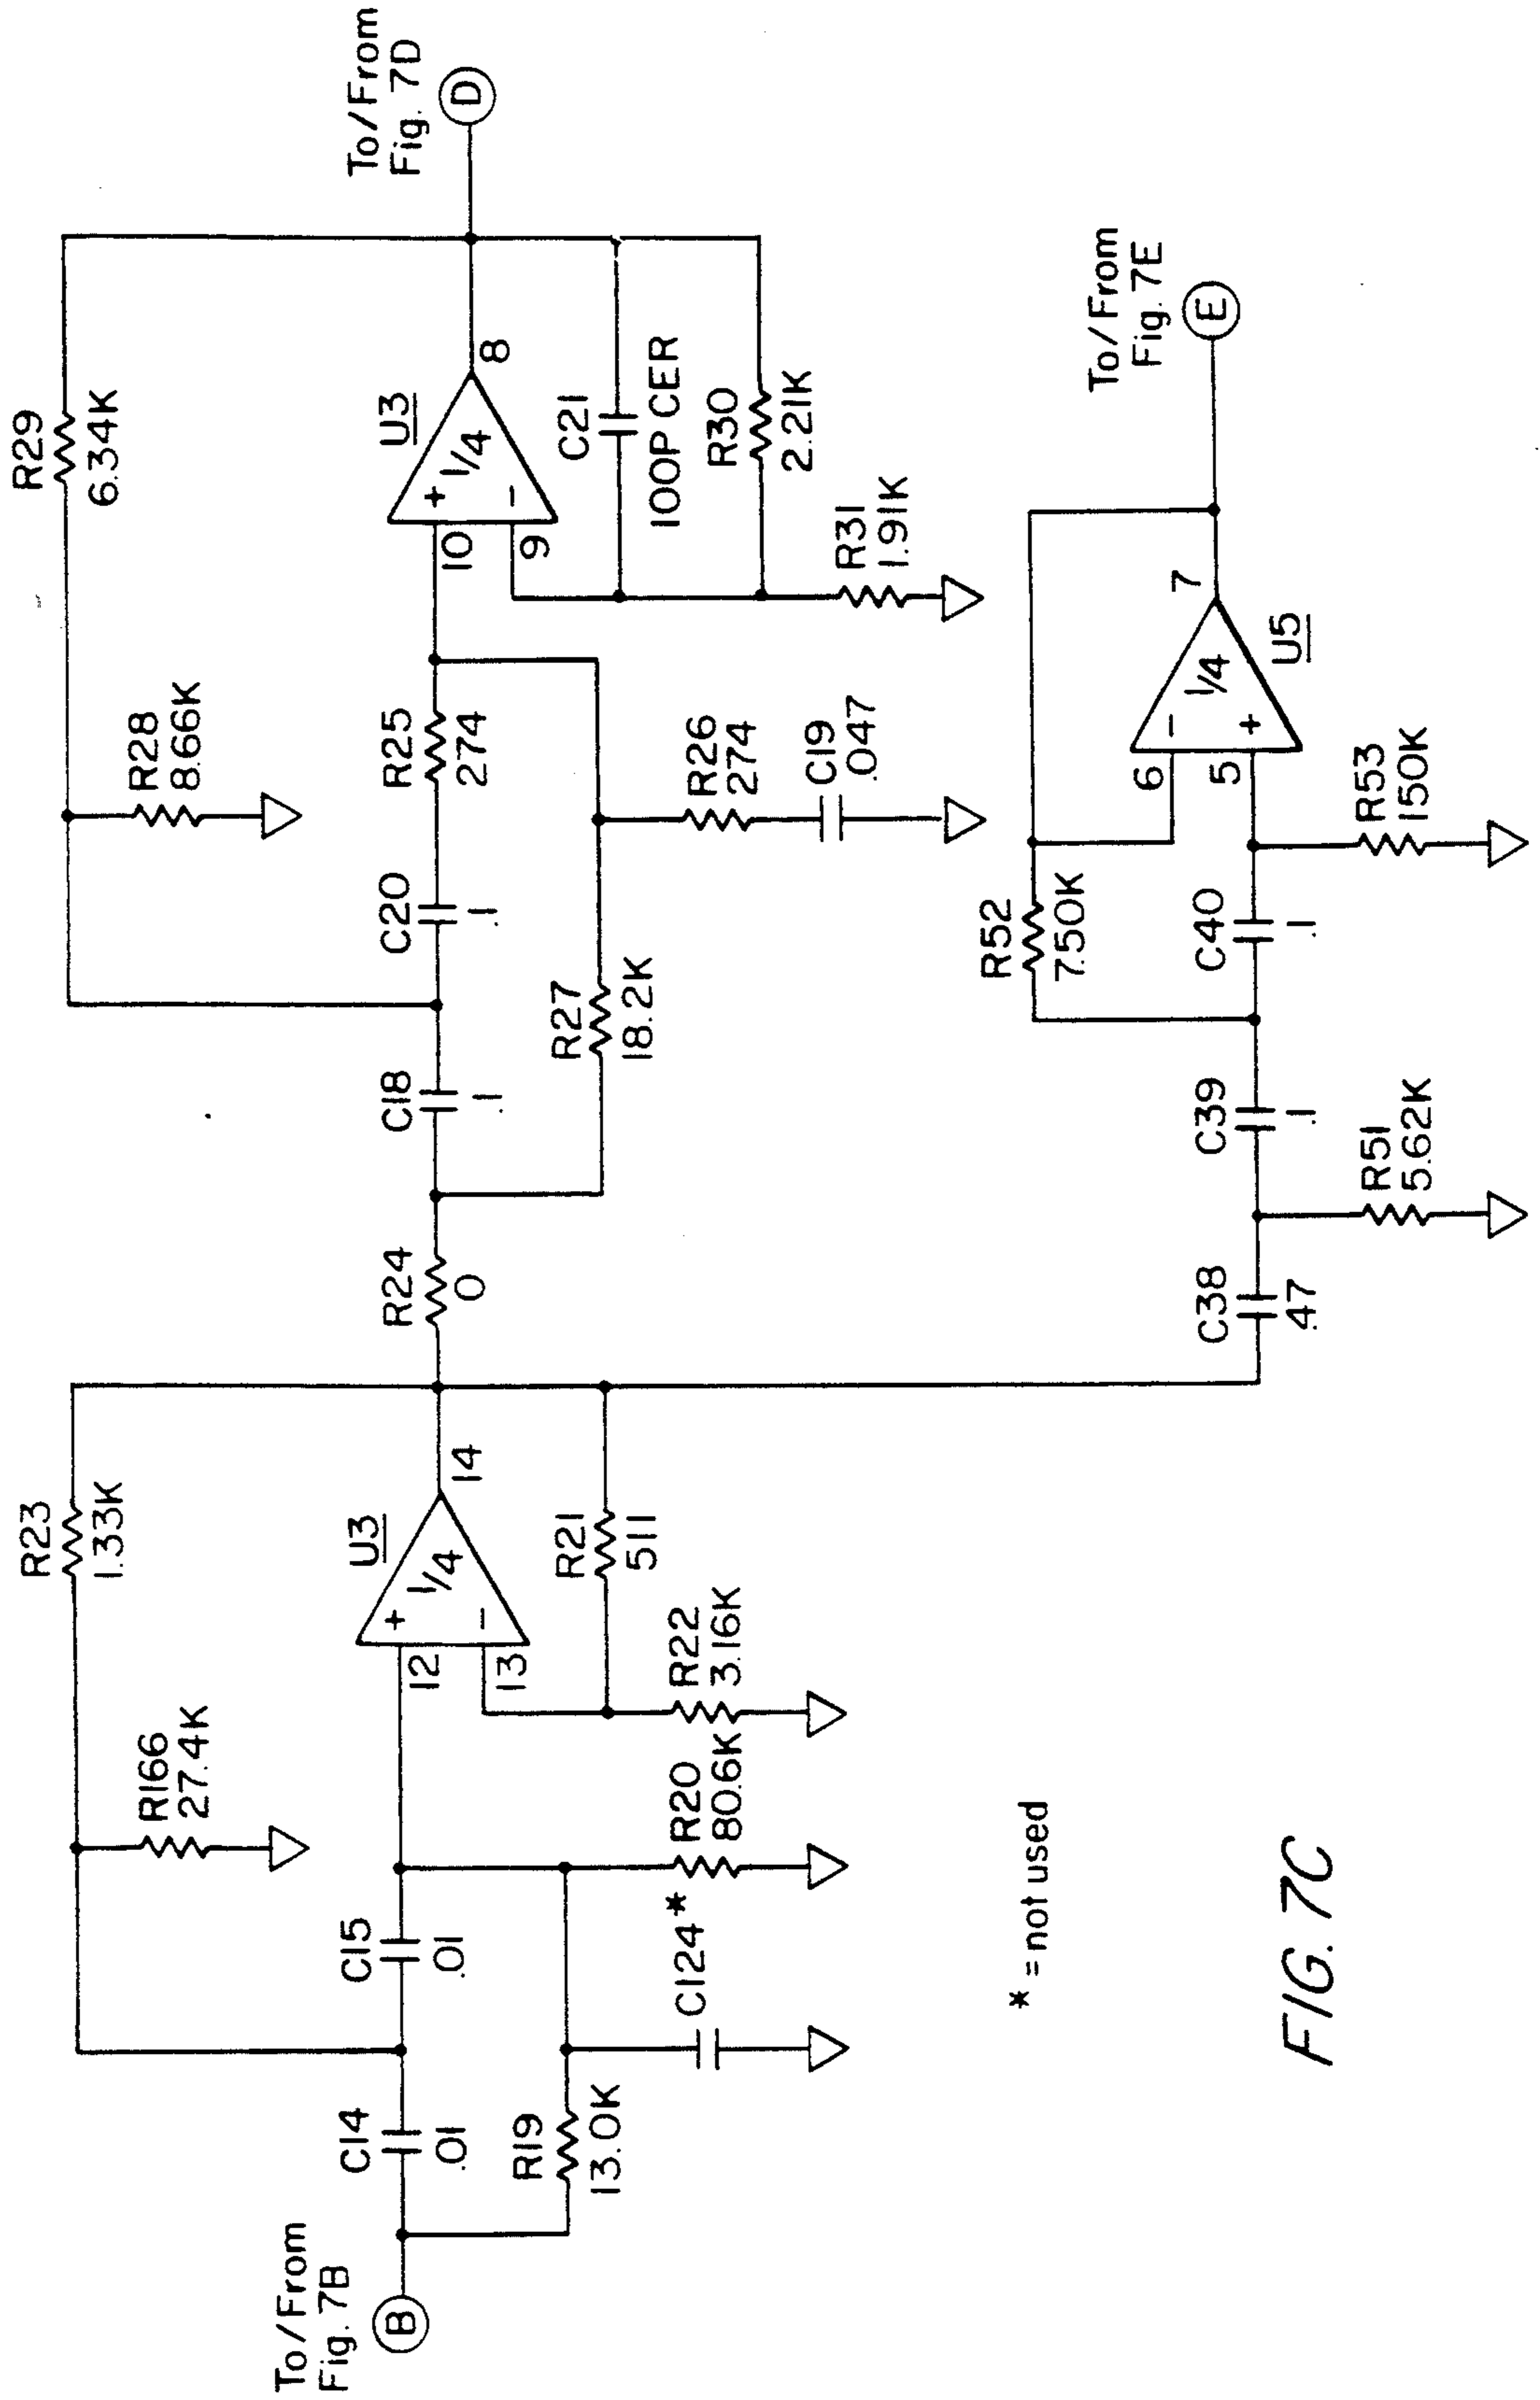 To/From
Fig. 7B
B
C14
.01
C15
.01
R19
13.0K
C124*
R20
80.6K
R166
27.4K
R23
1.33K
U3
1/4
+
-
12
13
14
R22
3.16K
R21
511
R24
0
C18
.1
C20
.1
R25
274
R27
18.2K
R26
274
C19
.047
R28
8.66K
R29
6.34K
U3
1/4
+
-
10
9
8
C21
100P CER
R30
2.21K
R31
1.91K
To/From
Fig. 7D
D
C38
.47
R51
5.62K
C39
.1
C40
.1
R52
7.50K
R53
150K
6
5
-
+
1/4
U5
7
To/From
Fig. 7E
E
* = not used
FIG. 7C